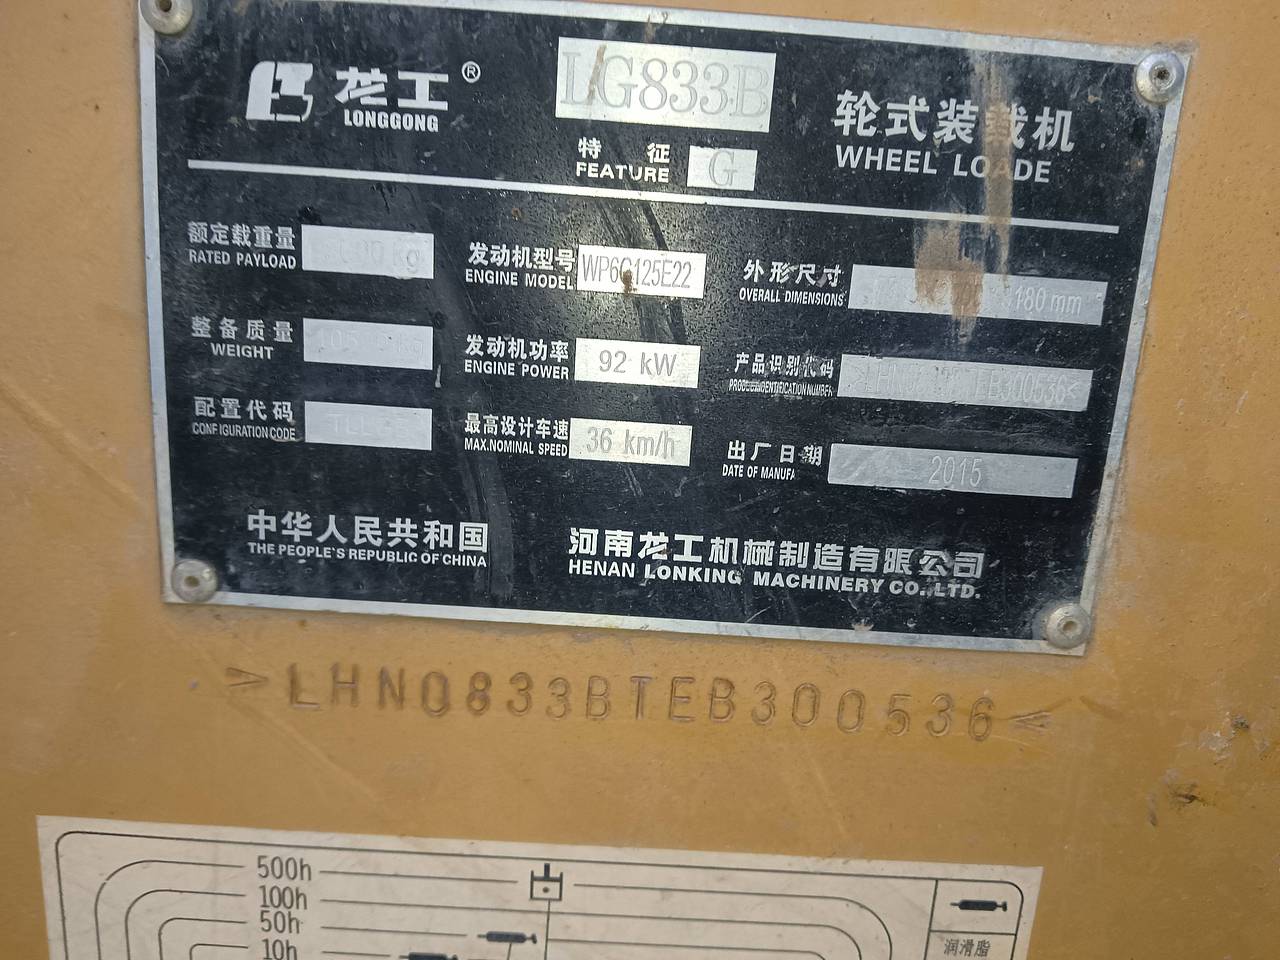 龙工®
LONGGONG
LG833B
特征
FEATURE
G
轮式装载机
WHEEL LOADE
额定载重量
RATED PAYLOAD
kg
发动机型号
ENGINE MODEL
WP6G125E22
外形尺寸
OVERALL DIMENSIONS
180 mm
整备质量
WEIGHT
发动机功率
ENGINE POWER
92 kW
产品识别代码
PRODUCT IDENTIFICATION NUMBER
EB300536<
配置代码
CONFIGURATION CODE
最高设计车速
MAX.NOMINAL SPEED
36 km/h
出厂日期
DATE OF MANUFA
2015
中华人民共和国
THE PEOPLE'S REPUBLIC OF CHINA
河南龙工机械制造有限公司
HENAN LONKING MACHINERY CO.,LTD.
LHN0833BTEB300536
500h
100h
50h
10h
润滑脂